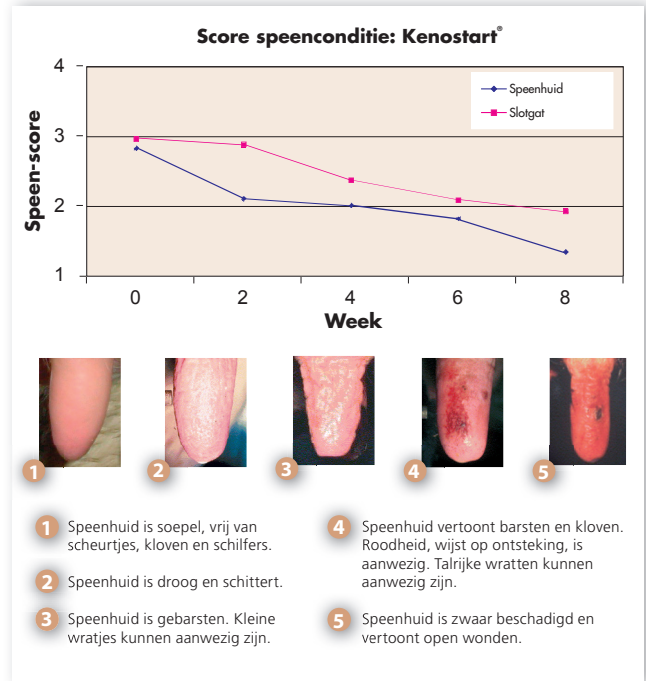 Score speenconditie: Kenostart®
4
3
2
1
Speen-score
Speenhuid
Slotgat
0 2 4 6 8
Week
1 2 3 4 5
1 Speenhuid is soepel, vrij van
scheurtjes, kloven en schilfers.
2 Speenhuid is droog en schittert.
3 Speenhuid is gebarsten. Kleine
wratjes kunnen aanwezig zijn.
4 Speenhuid vertoont barsten en kloven.
Roodheid, wijst op ontsteking, is
aanwezig. Talrijke wratten kunnen
aanwezig zijn.
5 Speenhuid is zwaar beschadigd en
vertoont open wonden.